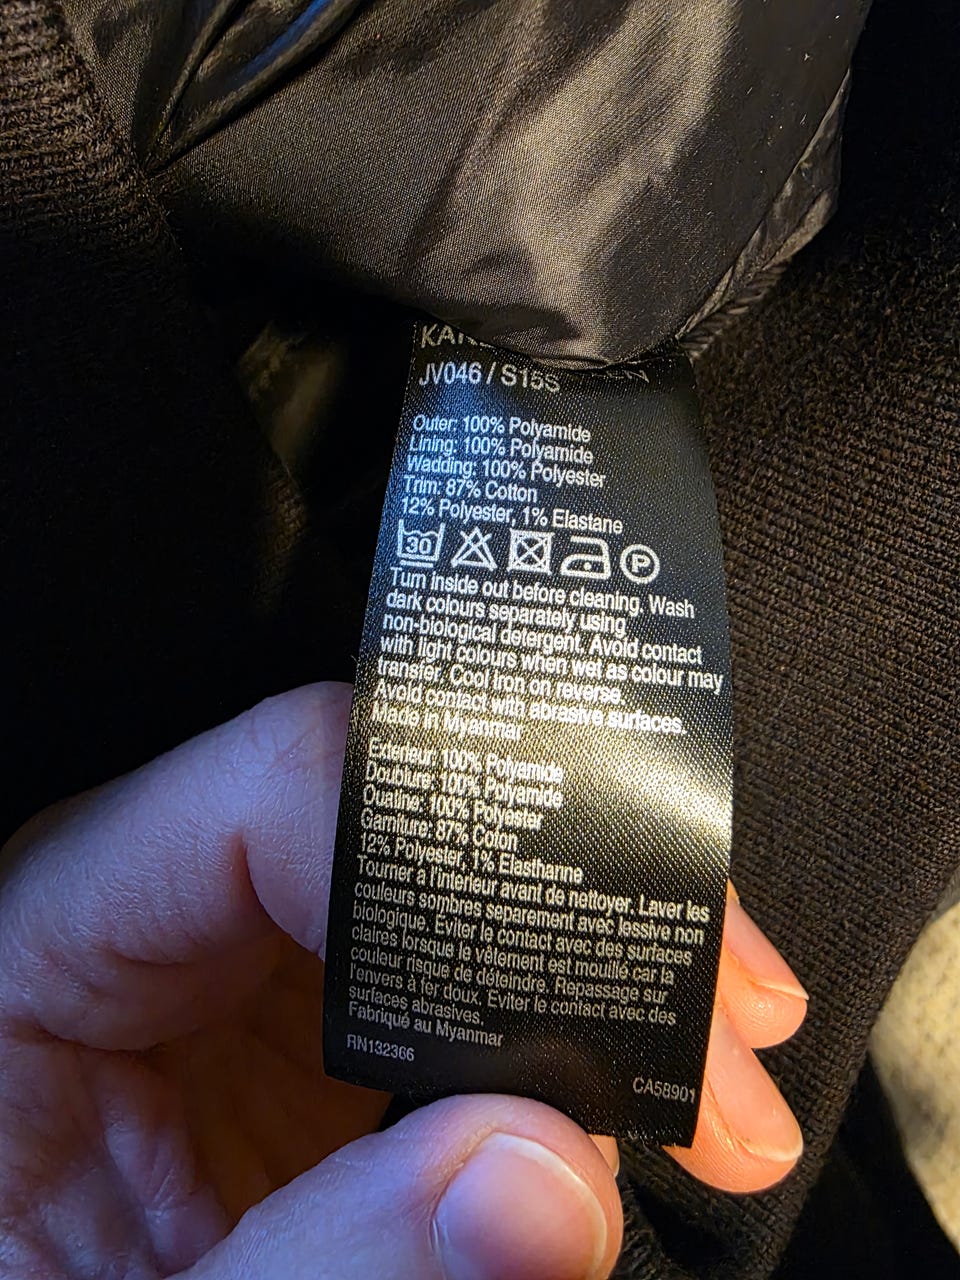 JV046 / S15S
Outer: 100% Polyamide
Lining: 100% Polyamide
Wadding: 100% Polyester
Trim: 87% Cotton
12% Polyester, 1% Elastane
30 P
Turn inside out before cleaning. Wash
dark colours separately using
non-biological detergent. Avoid contact
with light colours when wet as colour may
transfer. Cool iron on reverse.
Avoid contact with abrasive surfaces.
Made in Myanmar
Exterieur: 100% Polyamide
Doublure: 100% Polyamide
Ouatine: 100% Polyester
Garniture: 87% Coton
12% Polyester, 1% Elasthanne
Tourner a l'interieur avant de nettoyer. Laver les
couleurs sombres separement avec lessive non
biologique. Eviter le contact avec des surfaces
claires lorsque le vêtement est mouillé car la
couleur risque de déteindre. Repassage sur
l'envers à fer doux. Eviter le contact avec des
surfaces abrasives.
Fabriqué au Myanmar
RN132366
CA58901